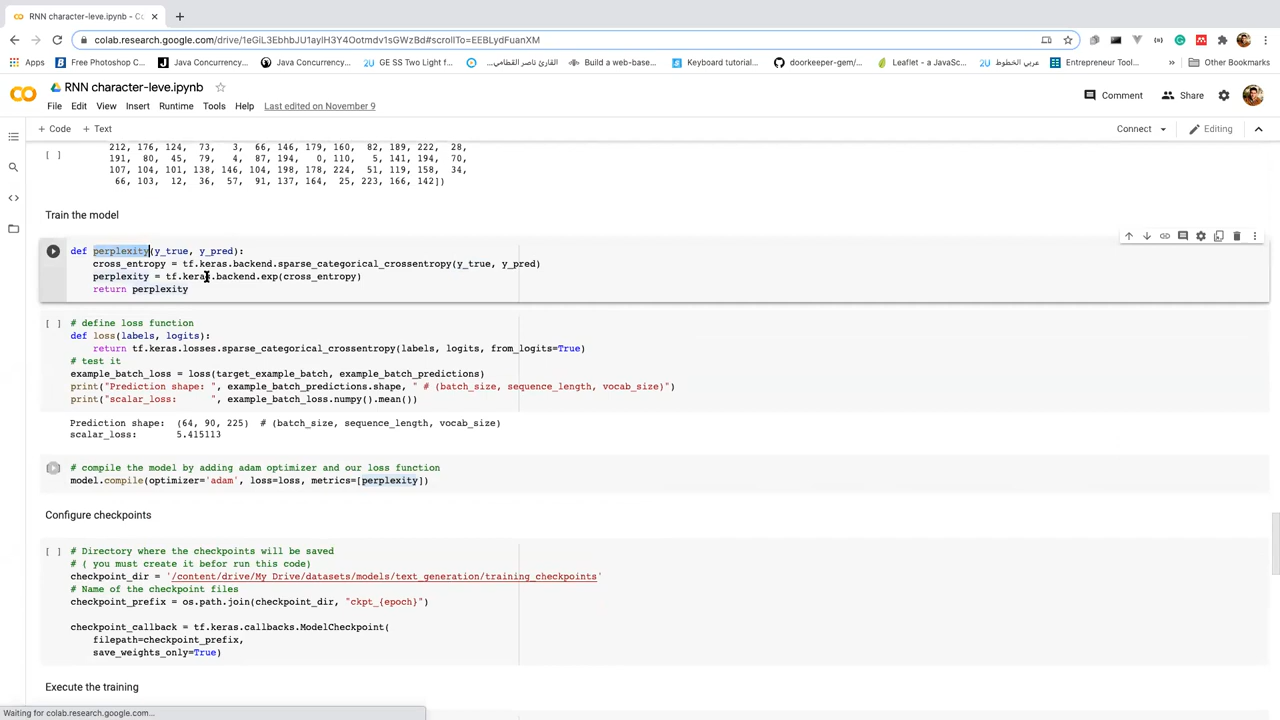 RNN character-leve.ipynb - Co
colab.research.google.com/drive/1eGiL3EbhbJU1aylH3Y4Ootmdv1sGWzBd#scrollTo=EEBLydFuanXM
Apps
Free Photoshop C...
Java Concurrency...
Java Concurrency...
GE SS Two Light f...
القارئ ناصر القطامي...
Build a web-base...
Keyboard tutorial...
doorkeeper-gem/...
Leaflet - a JavaSc...
عربي الخطوط
Entrepreneur Tool...
»
Other Bookmarks
RNN character-leve.ipynb
File Edit View Insert Runtime Tools Help Last edited on November 9
Comment
Share
+ Code + Text
Connect
Editing
212, 176, 124, 73, 3, 66, 146, 179, 160, 82, 189, 222, 28,
[ ]
191, 80, 45, 79, 4, 87, 194, 0, 110, 5, 141, 194, 70,
107, 104, 101, 138, 146, 104, 198, 178, 224, 51, 119, 158, 34,
66, 103, 12, 36, 57, 91, 137, 164, 25, 223, 166, 142])
Train the model
def perplexity(y_true, y_pred):
cross_entropy = tf.keras.backend.sparse_categorical_crossentropy(y_true, y_pred)
perplexity = tf.keras.backend.exp(cross_entropy)
return perplexity
[ ] # define loss function
def loss(labels, logits):
return tf.keras.losses.sparse_categorical_crossentropy(labels, logits, from_logits=True)
# test it
example_batch_loss = loss(target_example_batch, example_batch_predictions)
print("Prediction shape: ", example_batch_predictions.shape, " # (batch_size, sequence_length, vocab_size)")
print("scalar_loss: ", example_batch_loss.numpy().mean())
Prediction shape: (64, 90, 225) # (batch_size, sequence_length, vocab_size)
scalar_loss: 5.415113
# compile the model by adding adam optimizer and our loss function
model.compile(optimizer='adam', loss=loss, metrics=[perplexity])
Configure checkpoints
[ ] # Directory where the checkpoints will be saved
# ( you must create it befor run this code)
checkpoint_dir = '/content/drive/My Drive/datasets/models/text_generation/training_checkpoints'
# Name of the checkpoint files
checkpoint_prefix = os.path.join(checkpoint_dir, "ckpt_{epoch}")
checkpoint_callback = tf.keras.callbacks.ModelCheckpoint(
filepath=checkpoint_prefix,
save_weights_only=True)
Execute the training
Waiting for colab.research.google.com...